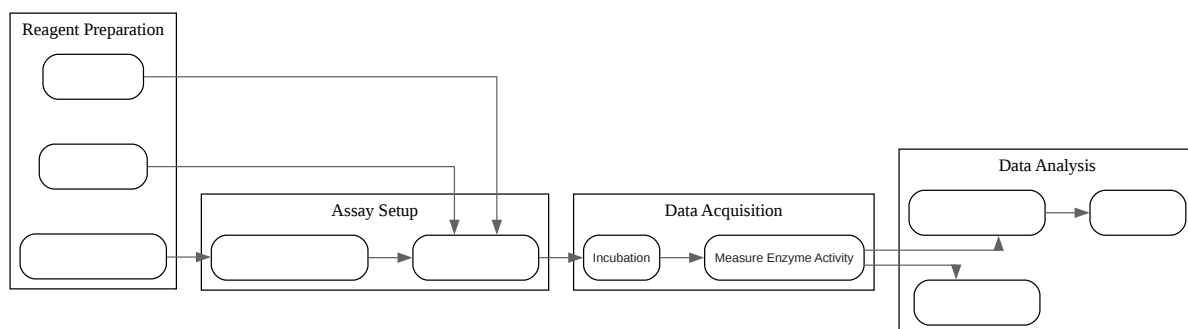 Reagent Preparation
Assay Setup
Data Acquisition
Incubation
Measure Enzyme Activity
Data Analysis